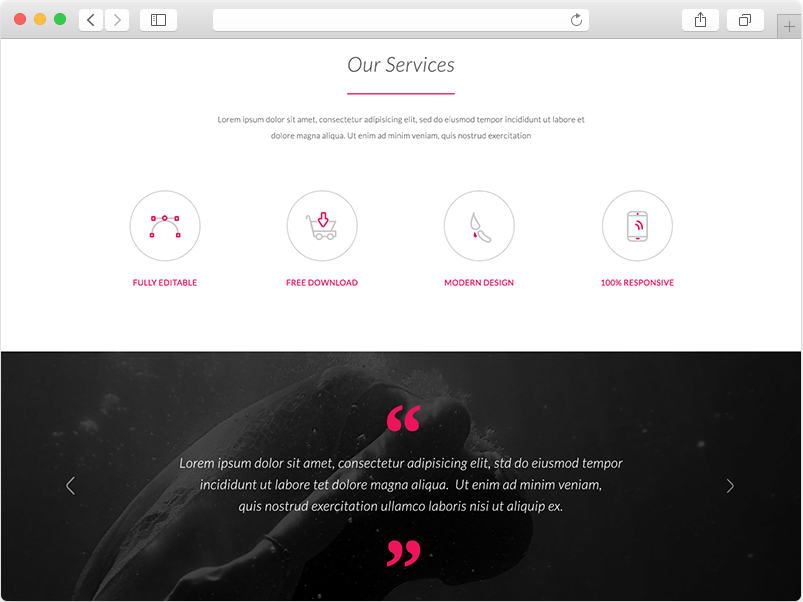 Our Services
Lorem ipsum dolor sit amet, consectetur adipisicing elit, sed do eiusmod tempor incididunt ut labore et
dolore magna aliqua. Ut enim ad minim veniam, quis nostrud exercitation
FULLY EDITABLE
FREE DOWNLOAD
MODERN DESIGN
100% RESPONSIVE
“
Lorem ipsum dolor sit amet, consectetur adipisicing elit, std do eiusmod tempor
incididunt ut labore tet dolore magna aliqua. Ut enim ad minim veniam,
quis nostrud exercitation ullamco laboris nisi ut aliquip ex.
”